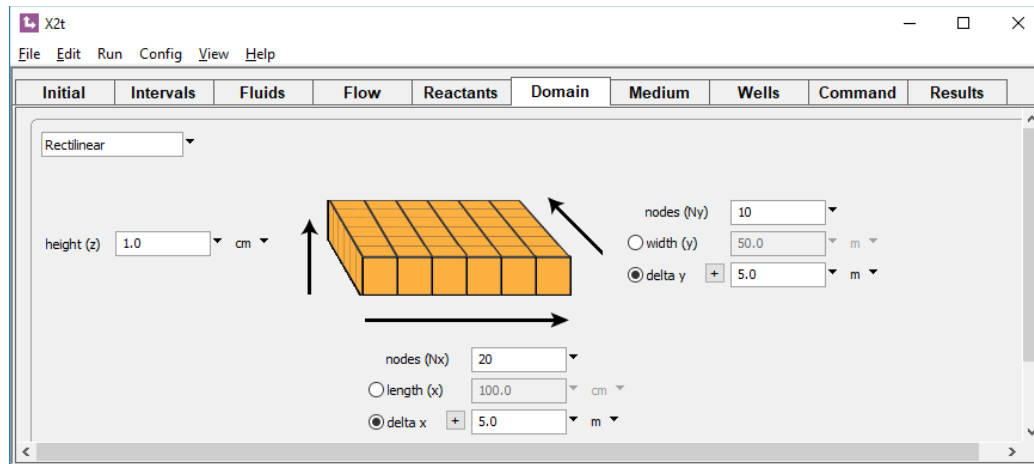 X2t
File Edit Run Config View Help
Initial Intervals Fluids Flow Reactants Domain Medium Wells Command Results
Rectilinear
nodes (Ny) 10
height (z) 1.0 cm
width (y) 50.0 m
delta y + 5.0 m
nodes (Nx) 20
length (x) 100.0 cm
delta x + 5.0 m